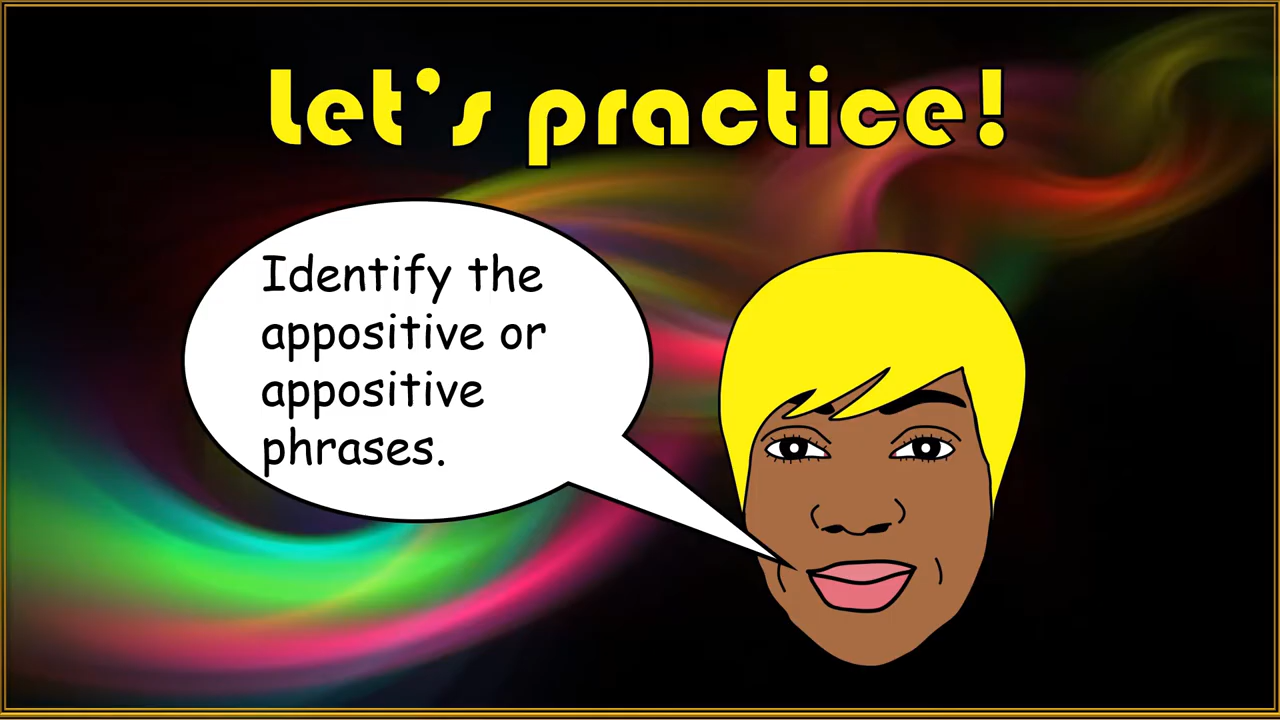 Let's practice!
Identify the
appositive or
appositive
phrases.